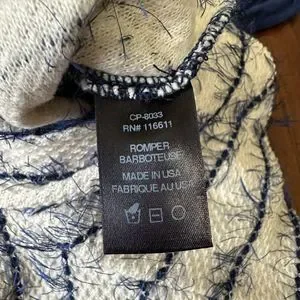 CP-8033
RN# 116611
ROMPER
BARBOTEUSE
MADE IN USA
FABRIQUE AU USA